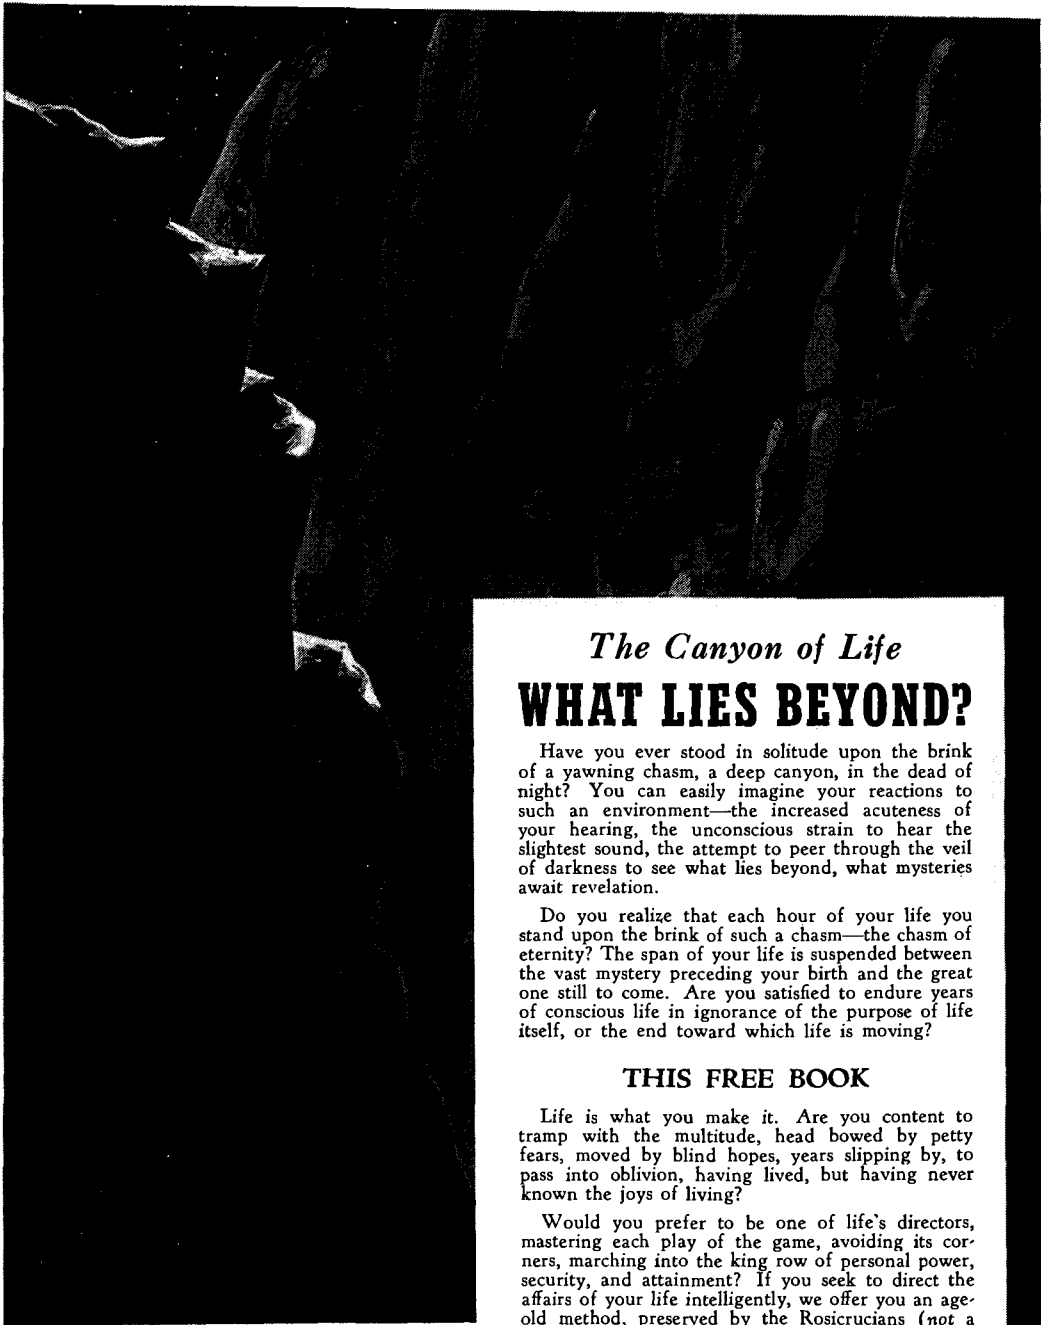 The Canyon of Life
WHAT LIES BEYOND?
Have you ever stood in solitude upon the brink
of a yawning chasm, a deep canyon, in the dead of
night? You can easily imagine your reactions to
such an environment—the increased acuteness of
your hearing, the unconscious strain to hear the
slightest sound, the attempt to peer through the veil
of darkness to see what lies beyond, what mysteries
await revelation.
Do you realize that each hour of your life you
stand upon the brink of such a chasm—the chasm of
eternity? The span of your life is suspended between
the vast mystery preceding your birth and the great
one still to come. Are you satisfied to endure years
of conscious life in ignorance of the purpose of life
itself, or the end toward which life is moving?
THIS FREE BOOK
Life is what you make it. Are you content to
tramp with the multitude, head bowed by petty
fears, moved by blind hopes, years slipping by, to
pass into oblivion, having lived, but having never
known the joys of living?
Would you prefer to be one of life's directors,
mastering each play of the game, avoiding its cor-
ners, marching into the king row of personal power,
security, and attainment? If you seek to direct the
affairs of your life intelligently, we offer you an age-
old method, preserved by the Rosicrucians (not a